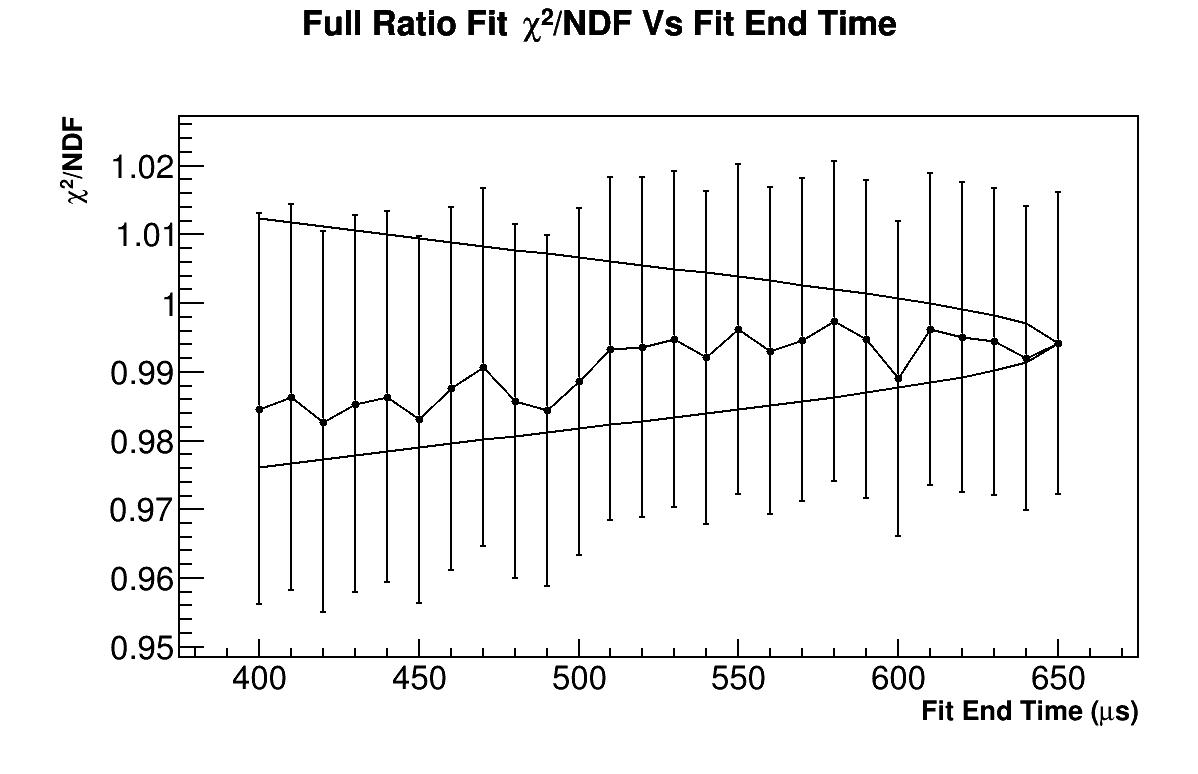 Full Ratio Fit χ²/NDF Vs Fit End Time
χ²/NDF
1.02
1.01
1
0.99
0.98
0.97
0.96
0.95
400 450 500 550 600 650
Fit End Time (μs)